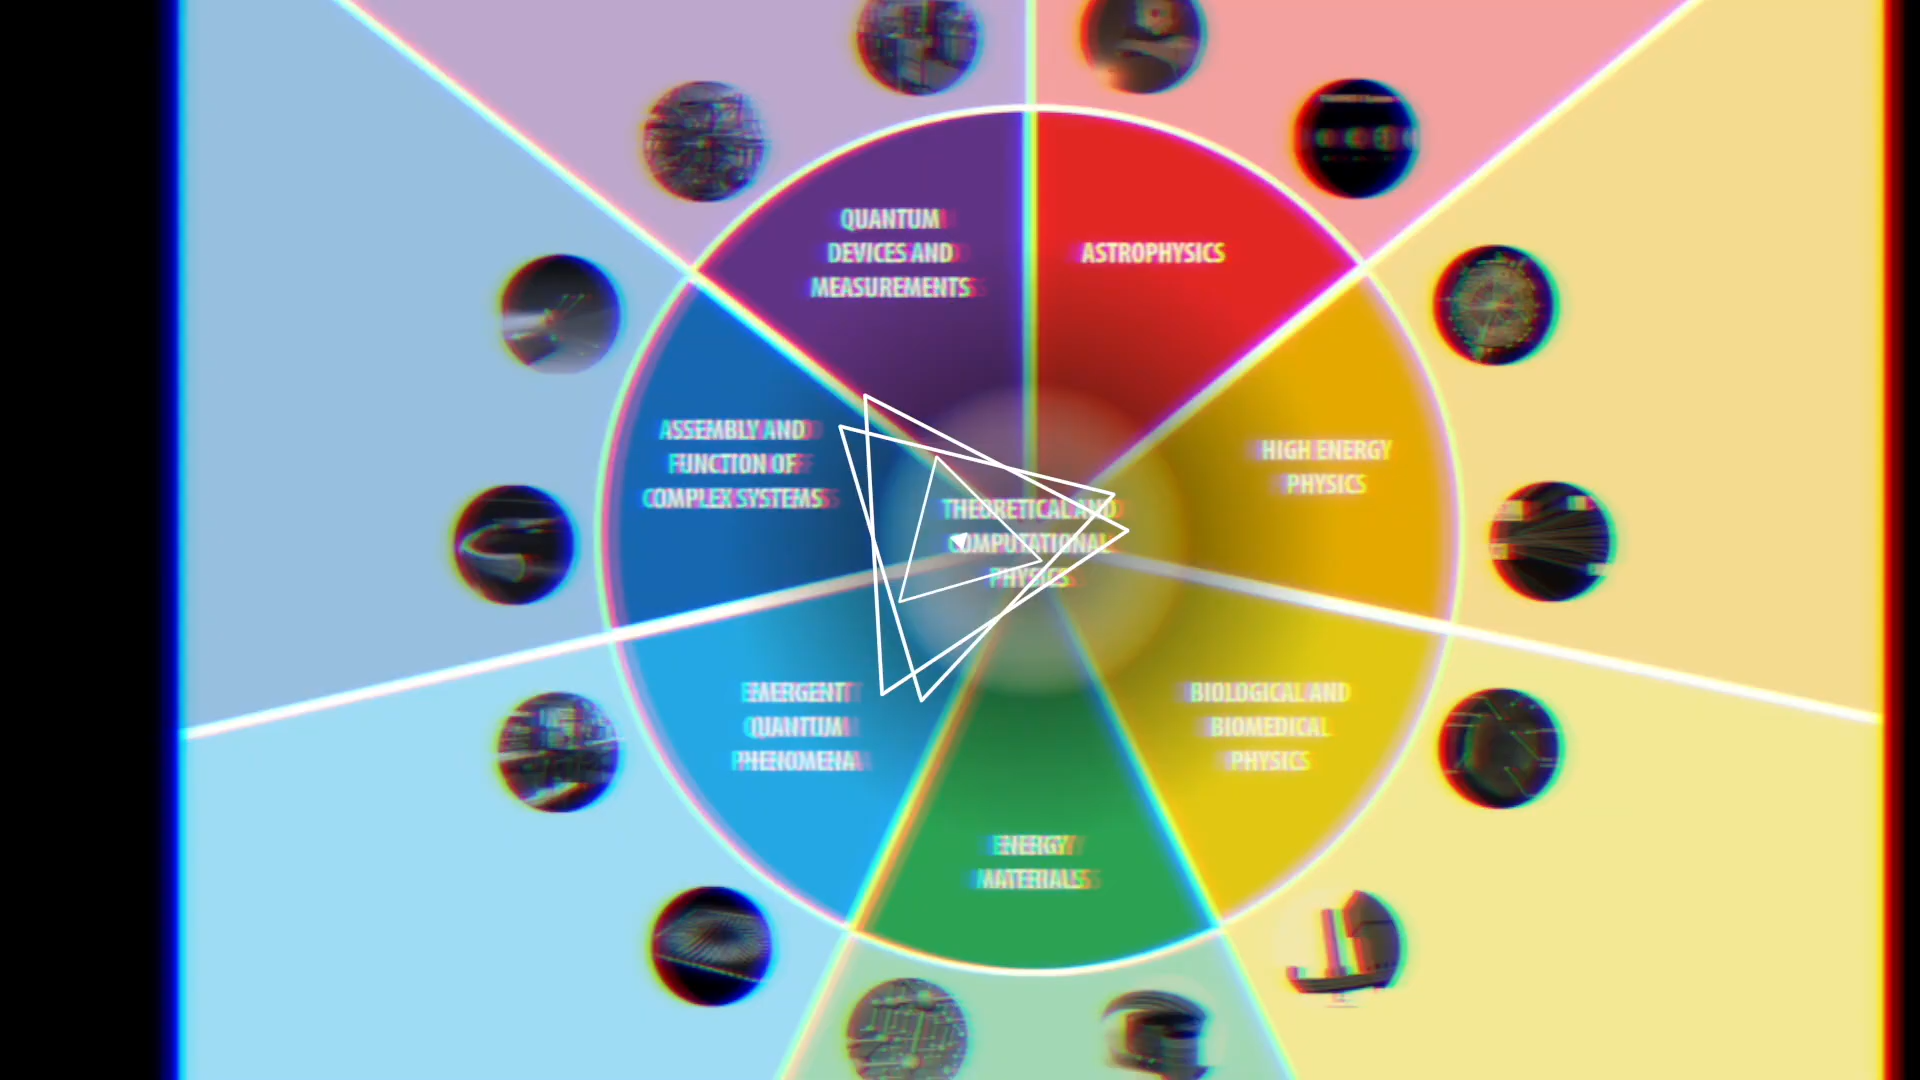 QUANTUM
DEVICES AND
MEASUREMENTS
ASTROPHYSICS
ASSEMBLY AND
FUNCTION OF
COMPLEX SYSTEMS
HIGH ENERGY
PHYSICS
THEORETICAL AND
COMPUTATIONAL
PHYSICS
EMERGENT
QUANTUM
PHENOMENA
BIOLOGICAL AND
BIOMEDICAL
PHYSICS
ENERGY
MATERIALS